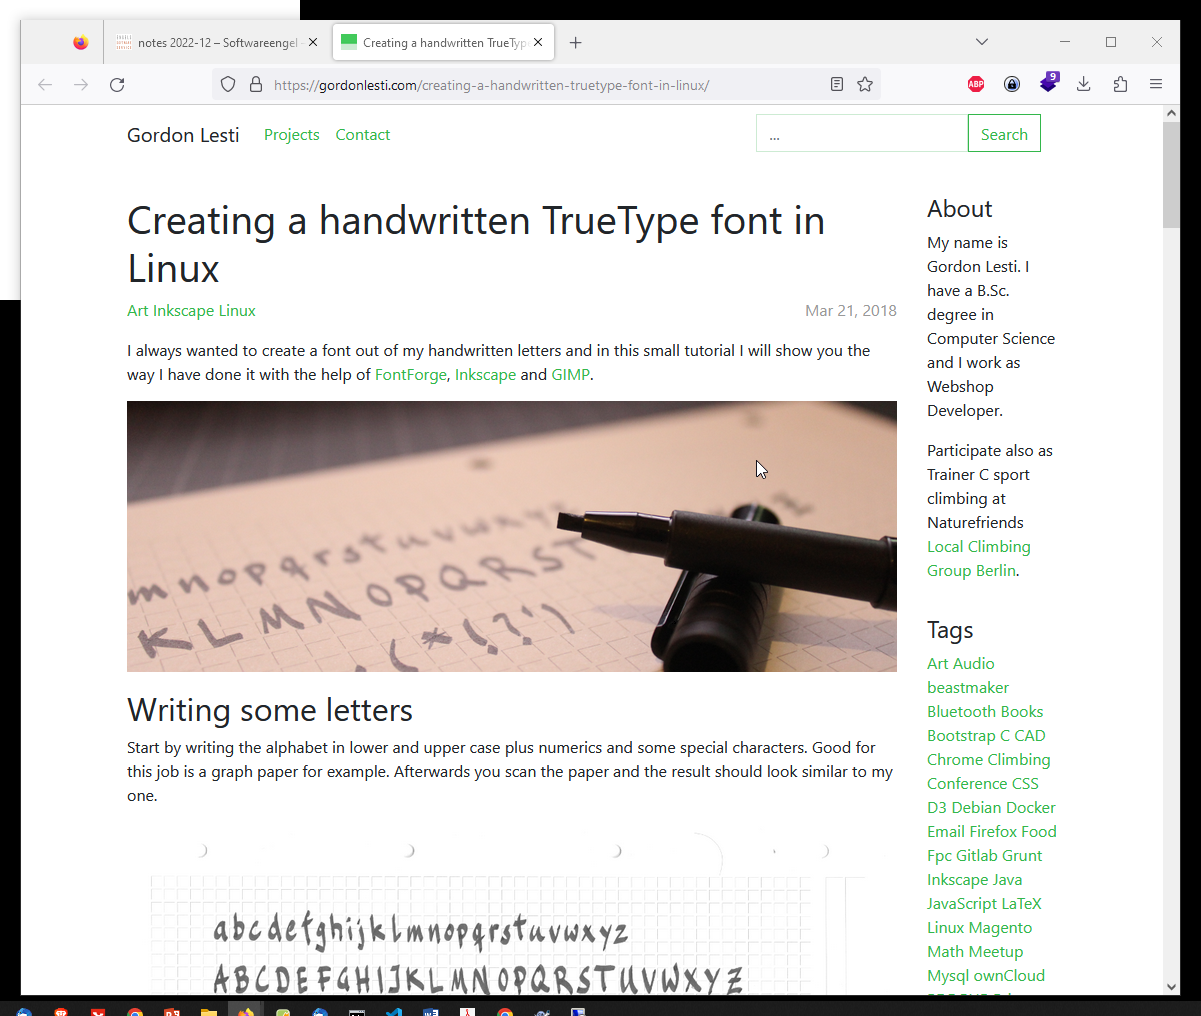 notes 2022-12 – Softwareengel
Creating a handwritten TrueType
https://gordonlesti.com/creating-a-handwritten-truetype-font-in-linux/
ABP
9
Gordon Lesti
Projects
Contact
...
Search
Creating a handwritten TrueType font in
Linux
Art Inkscape Linux
Mar 21, 2018
I always wanted to create a font out of my handwritten letters and in this small tutorial I will show you the
way I have done it with the help of FontForge, Inkscape and GIMP.
mnopqrstuvwxyz
KLMNOPQRST
(*(!?')
Writing some letters
Start by writing the alphabet in lower and upper case plus numerics and some special characters. Good for
this job is a graph paper for example. Afterwards you scan the paper and the result should look similar to my
one.
abcdefghijklmnopqrstuvwxyz
ABCDEFGHIJKLMNOPQRSTUVWXYZ
About
My name is
Gordon Lesti. I
have a B.Sc.
degree in
Computer Science
and I work as
Webshop
Developer.
Participate also as
Trainer C sport
climbing at
Naturefriends
Local Climbing
Group Berlin.
Tags
Art Audio
beastmaker
Bluetooth Books
Bootstrap C CAD
Chrome Climbing
Conference CSS
D3 Debian Docker
Email Firefox Food
Fpc Gitlab Grunt
Inkscape Java
JavaScript LaTeX
Linux Magento
Math Meetup
Mysql ownCloud